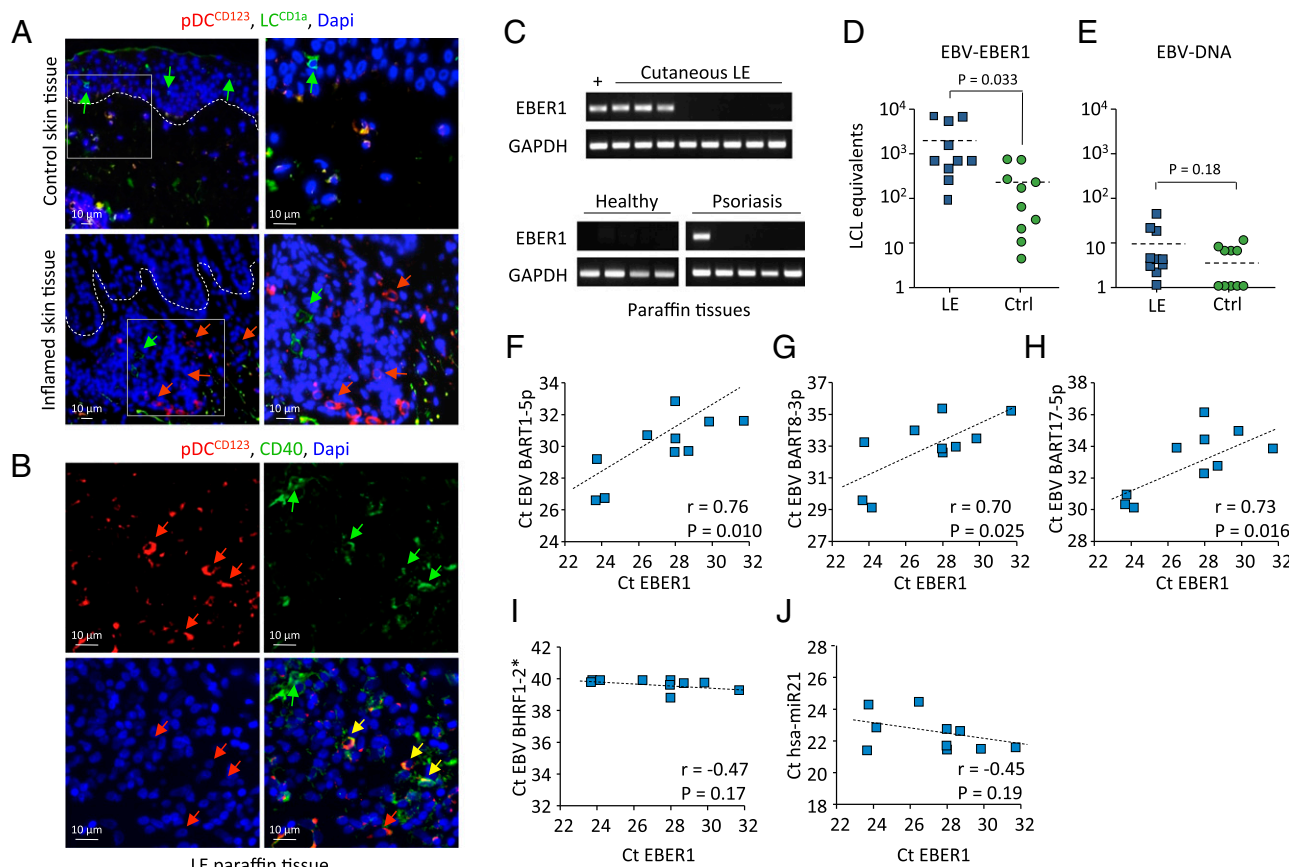 A
pDCCD123, LCCD1a, Dapi
Control skin tissue
10 µm
10 µm
Inflamed skin tissue
10 µm
10 µm
B
pDCCD123, CD40, Dapi
10 µm
10 µm
10 µm
10 µm
LE paraffin tissue
C
+ Cutaneous LE
EBER1
GAPDH
Healthy Psoriasis
EBER1
GAPDH
Paraffin tissues
D
EBV-EBER1
P = 0.033
LCL equivalents
10^4
10^3
10^2
10
1
LE Ctrl
E
EBV-DNA
P = 0.18
10^4
10^3
10^2
10
1
LE Ctrl
F
Ct EBV BART1-5p
34
32
30
28
26
24
r = 0.76
P = 0.010
22 24 26 28 30 32
Ct EBER1
G
Ct EBV BART8-3p
37
35
33
31
29
27
r = 0.70
P = 0.025
22 24 26 28 30 32
Ct EBER1
H
Ct EBV BART17-5p
38
36
34
32
30
28
r = 0.73
P = 0.016
22 24 26 28 30 32
Ct EBER1
I
Ct EBV BHRF1-2*
42
40
38
36
34
32
r = -0.47
P = 0.17
22 24 26 28 30 32
Ct EBER1
J
Ct hsa-miR21
28
26
24
22
20
18
r = -0.45
P = 0.19
22 24 26 28 30 32
Ct EBER1